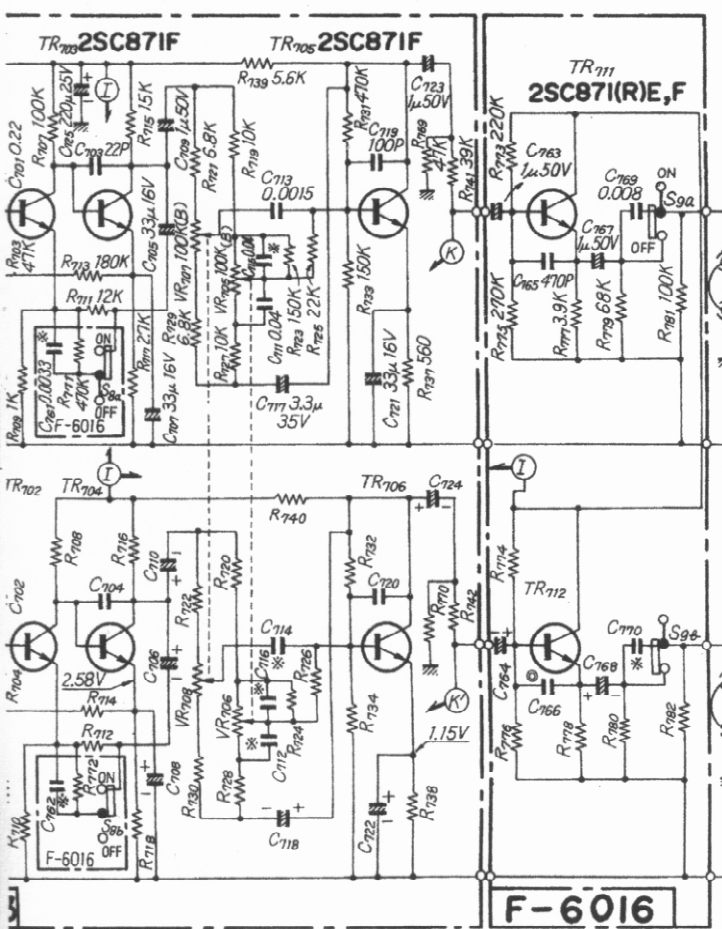 TR703 2SC871F
TR705 2SC871F
TR711
2SC871(R)E,F
I
C701 0.22
R707 100K
C725 220μ25V
R715 15K
C709 1μ50V
R721 6.8K
R739 5.6K
R719 10K
R731 470K
C719
100P
C723
1μ50V
R769
47K
R741 39K
R773 220K
C763
1μ50V
C769
0.008
ON
S9a
OFF
C703 22P
C713
0.0015
C767
1μ50V
C765 470P
R703
47K
R713 180K
R711 12K
C705 33μ16V
VR707 100K(B)
VR705 100K(B)
R729
6.8K
R727 10K
C711 0.04
R723 150K
R725 22K
R733 150K
K
R775 270K
R777 3.9K
R779 68K
R781 100K
R709 1K
C761 0.0033
R771
470K
ON
S8a
OFF
F-6016
R717 27K
C707 33μ16V
C717 3.3μ
35V
C721 33μ16V
R737 560
I
I
TR702
TR704
TR706
C724
R740
R708
R716
C710
R720
R722
R732
C720
R770
R742
R774
TR712
C702
C704
C706
C714
C716
R726
C764
C766
C768
C770
S9b
R704
2.58V
R714
R712
VR708
VR706
R724
C712
R734
K'
1.15V
R776
R778
R780
R782
R710
C762
R772
ON
S8b
OFF
F-6016
R718
C708
R730
R728
C718
C722
R738
F-6016